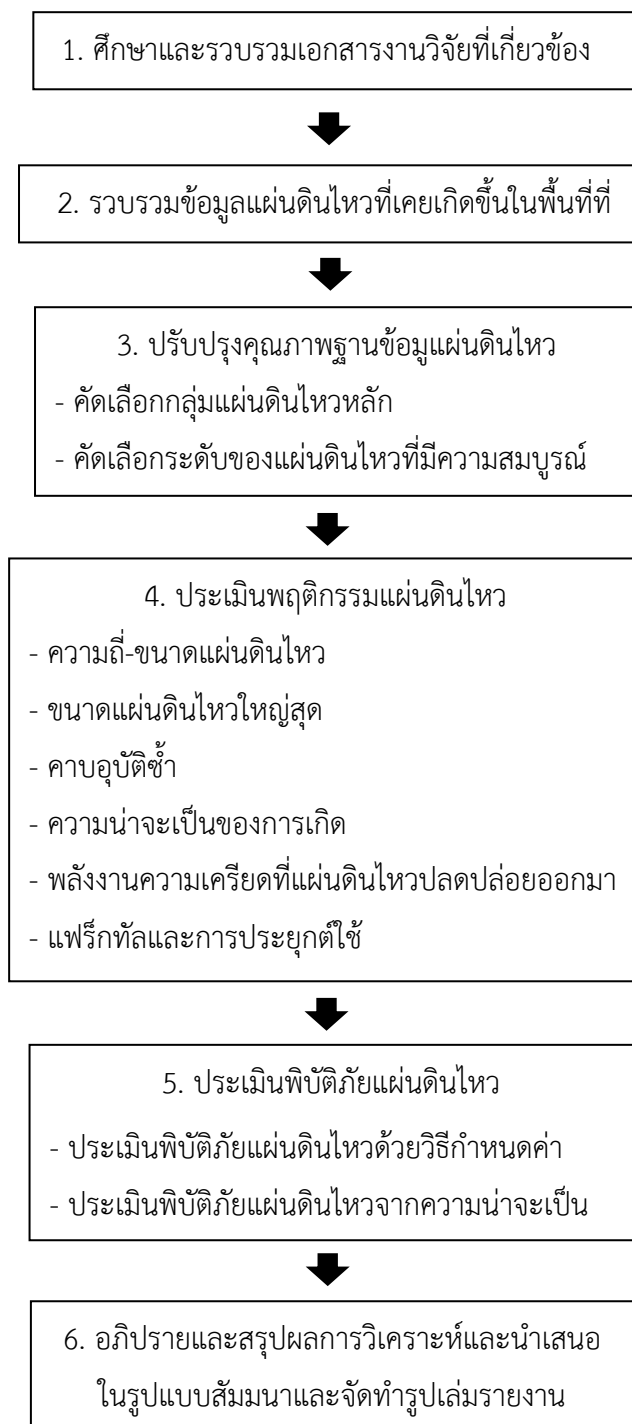 1. ศึกษาและรวบรวมเอกสารงานวิจัยที่เกี่ยวข้อง
2. รวบรวมข้อมูลแผ่นดินไหวที่เคยเกิดขึ้นในพื้นที่ที่
3. ปรับปรุงคุณภาพฐานข้อมูแผ่นดินไหว
- คัดเลือกกลุ่มแผ่นดินไหวหลัก
- คัดเลือกระดับของแผ่นดินไหวที่มีความสมบูรณ์
4. ประเมินพฤติกรรมแผ่นดินไหว
- ความถี่-ขนาดแผ่นดินไหว
- ขนาดแผ่นดินไหวใหญ่สุด
- คาบอุบัติซ้ำ
- ความน่าจะเป็นของการเกิด
- พลังงานความเครียดที่แผ่นดินไหวปลดปล่อยออกมา
- แฟร็กทัลและการประยุกต์ใช้
5. ประเมินพิบัติภัยแผ่นดินไหว
- ประเมินพิบัติภัยแผ่นดินไหวด้วยวิธีกำหนดค่า
- ประเมินพิบัติภัยแผ่นดินไหวจากความน่าจะเป็น
6. อภิปรายและสรุปผลการวิเคราะห์และนำเสนอ
ในรูปแบบสัมมนาและจัดทำรูปเล่มรายงาน